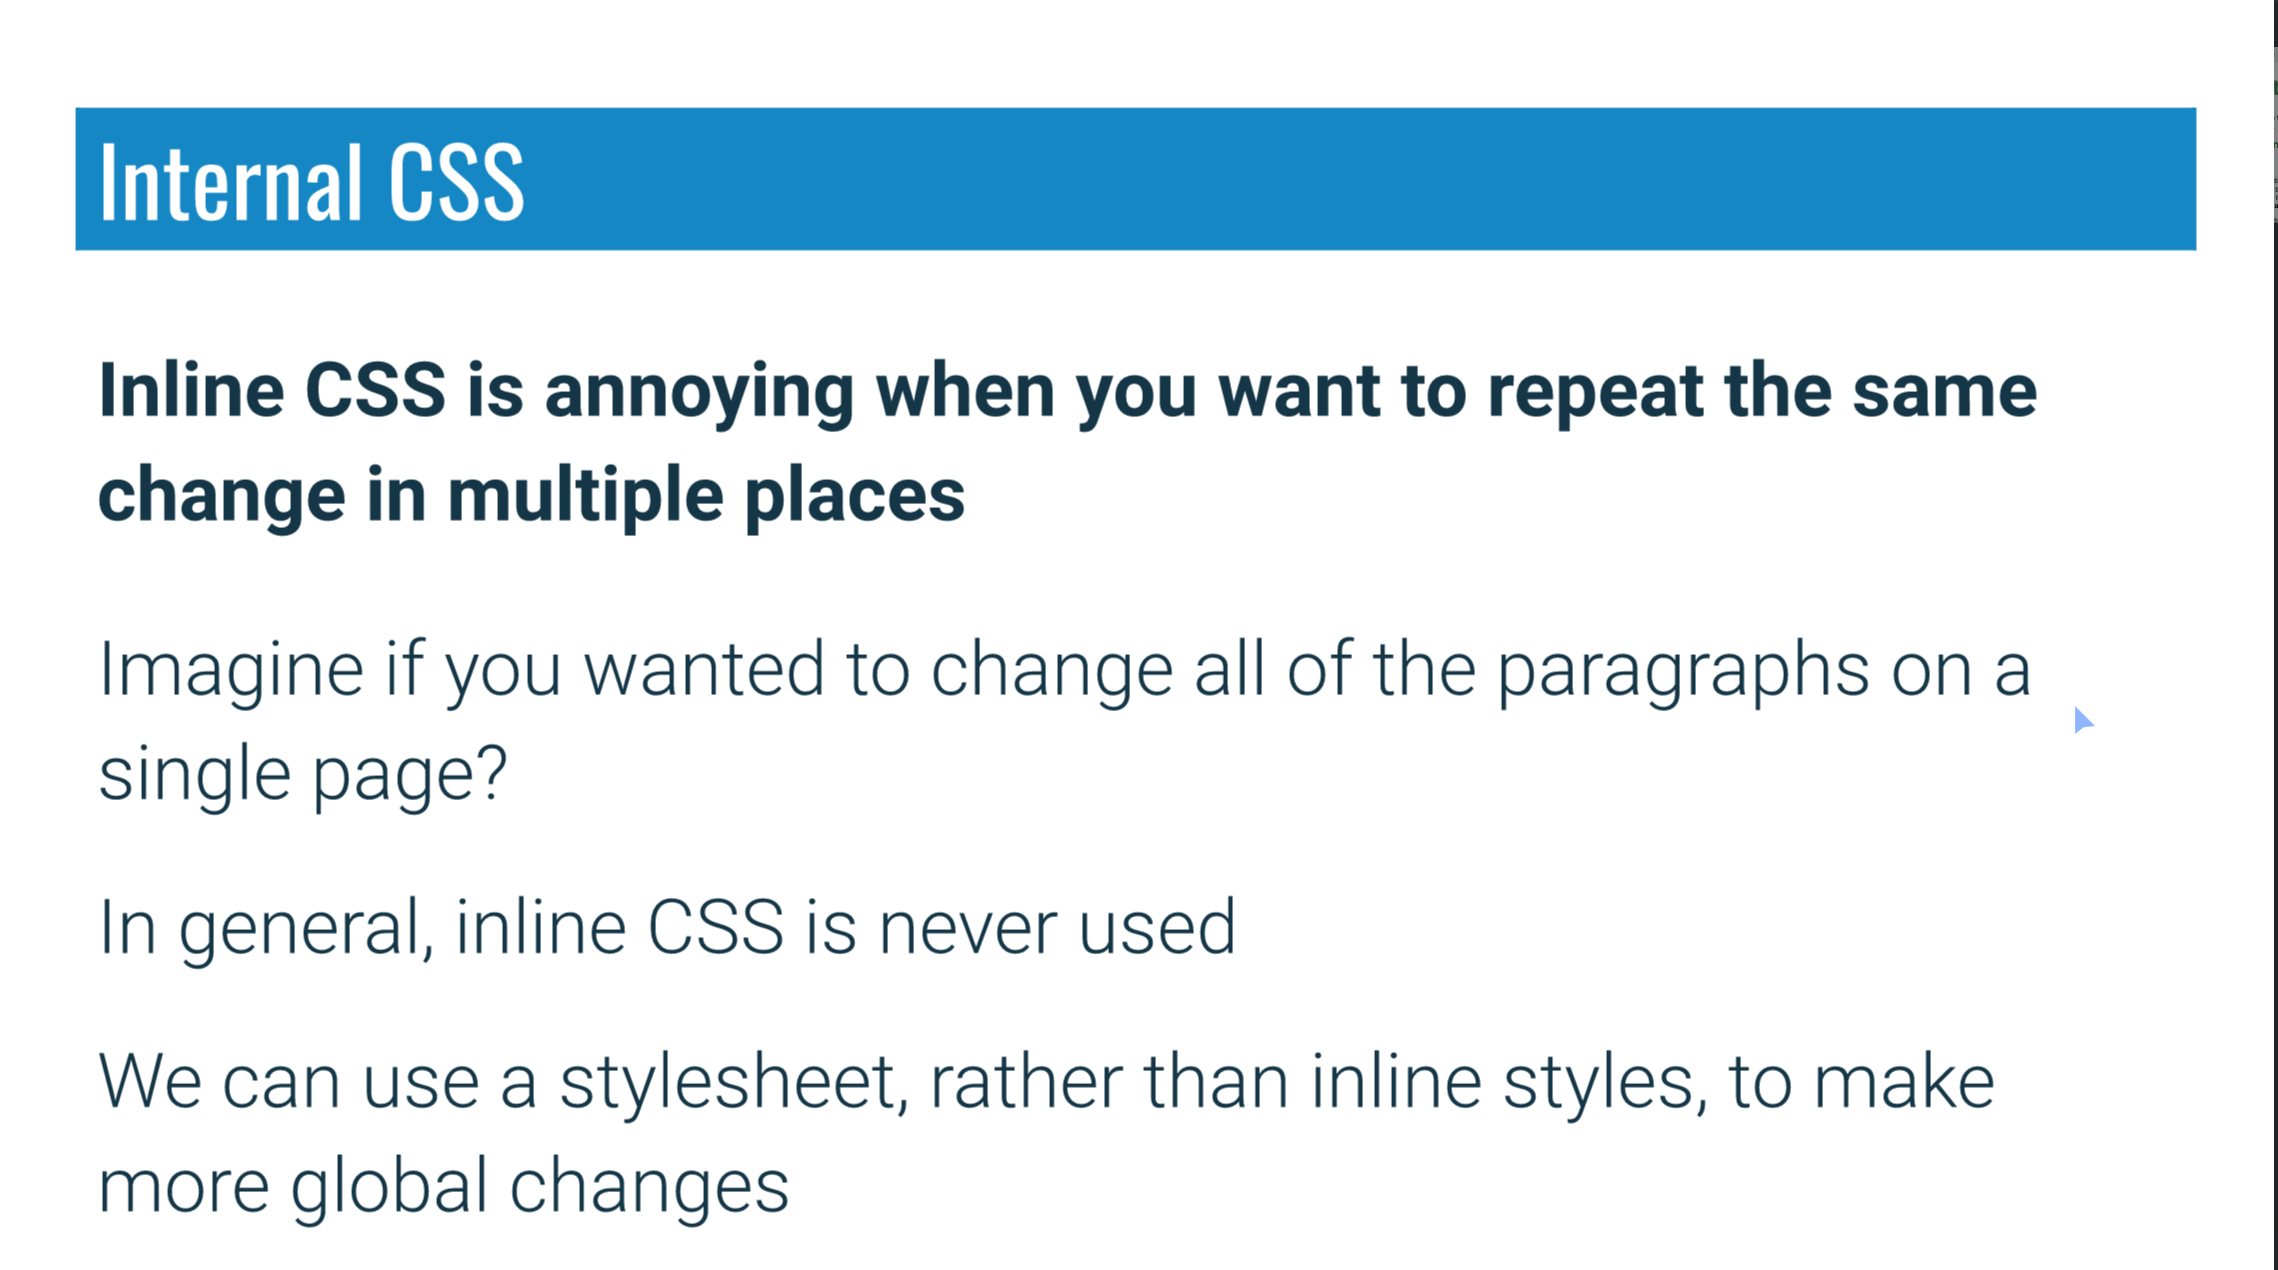 Internal CSS
Inline CSS is annoying when you want to repeat the same
change in multiple places
Imagine if you wanted to change all of the paragraphs on a
single page?
In general, inline CSS is never used
We can use a stylesheet, rather than inline styles, to make
more global changes